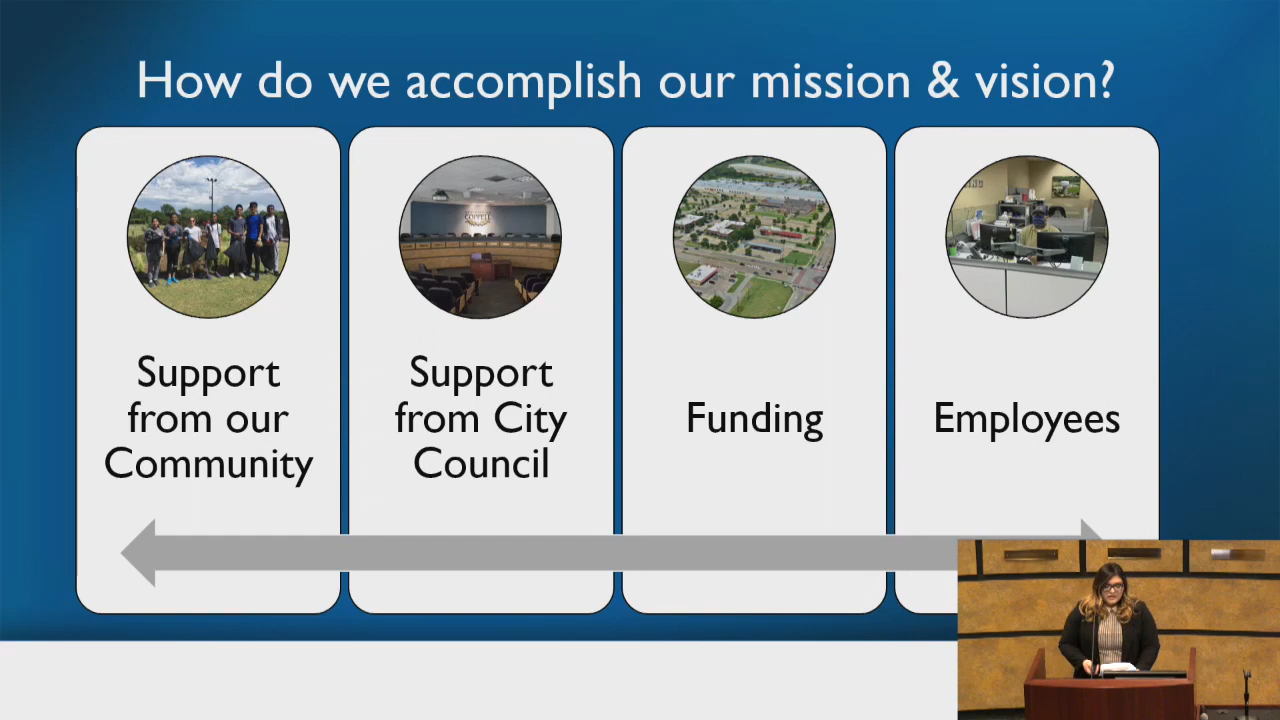 How do we accomplish our mission & vision?
Support
from our
Community
Support
from City
Council
Funding
Employees